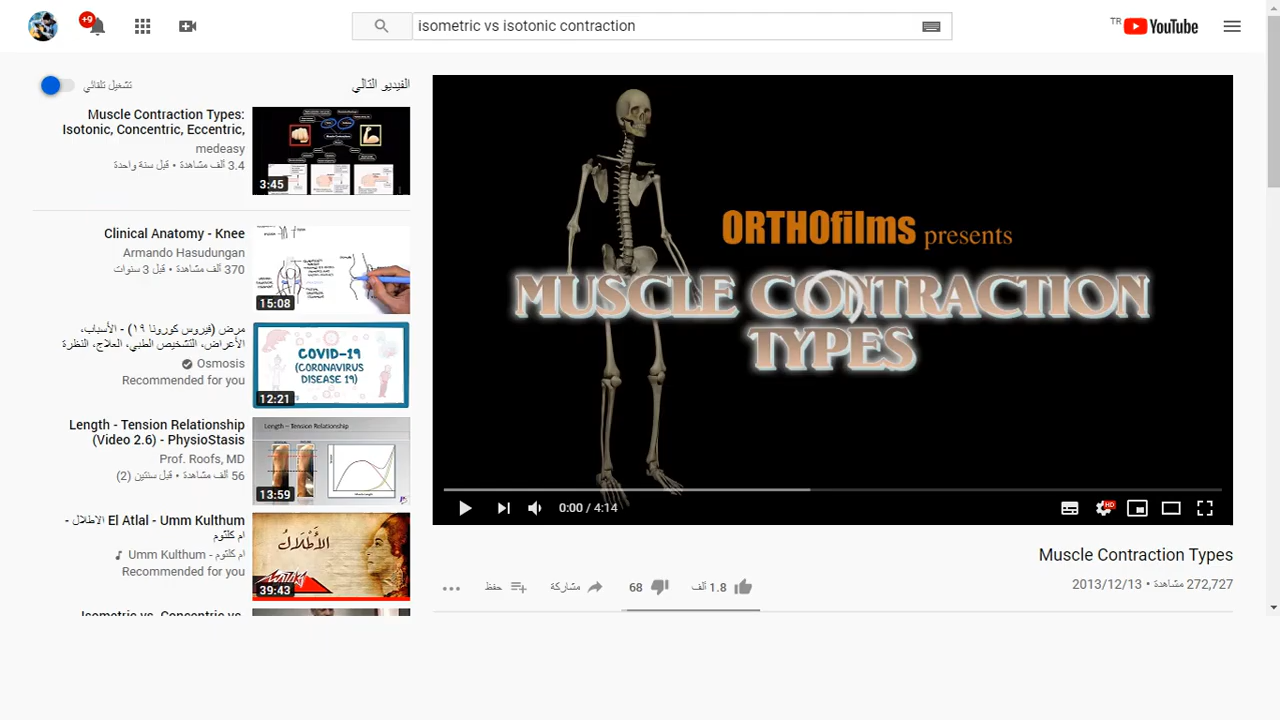 +9
isometric vs isotonic contraction
YouTube TR
ORTHOfilms presents
MUSCLE CONTRACTION
TYPES
0:00 / 4:14
HD
Muscle Contraction Types
272,727 مشاهدة • 2013/12/13
1.8 ألف
68
مشاركة
حفظ
الفيديو التالي
تشغيل تلقائي
Muscle Contraction Types:
Isotonic, Concentric, Eccentric,
medeasy
3.4 ألف مشاهدة • قبل سنة واحدة
3:45
Clinical Anatomy - Knee
Armando Hasudungan
370 ألف مشاهدة • قبل 3 سنوات
15:08
مرض (فيروس كورونا ١٩) - الأسباب،
الأعراض، التشخيص الطبي، العلاج، النظرة
Osmosis
Recommended for you
COVID-19
(CORONAVIRUS
DISEASE 19)
12:21
Length - Tension Relationship
(Video 2.6) - PhysioStasis
Prof. Roofs, MD
56 ألف مشاهدة • قبل سنتين (2)
Length – Tension Relationship
13:59
El Atlal - Umm Kulthum الاطلال -
ام كلثوم
Umm Kulthum - ام كلثوم
Recommended for you
الأطلال
39:43
Isometric vs. Concentric vs.